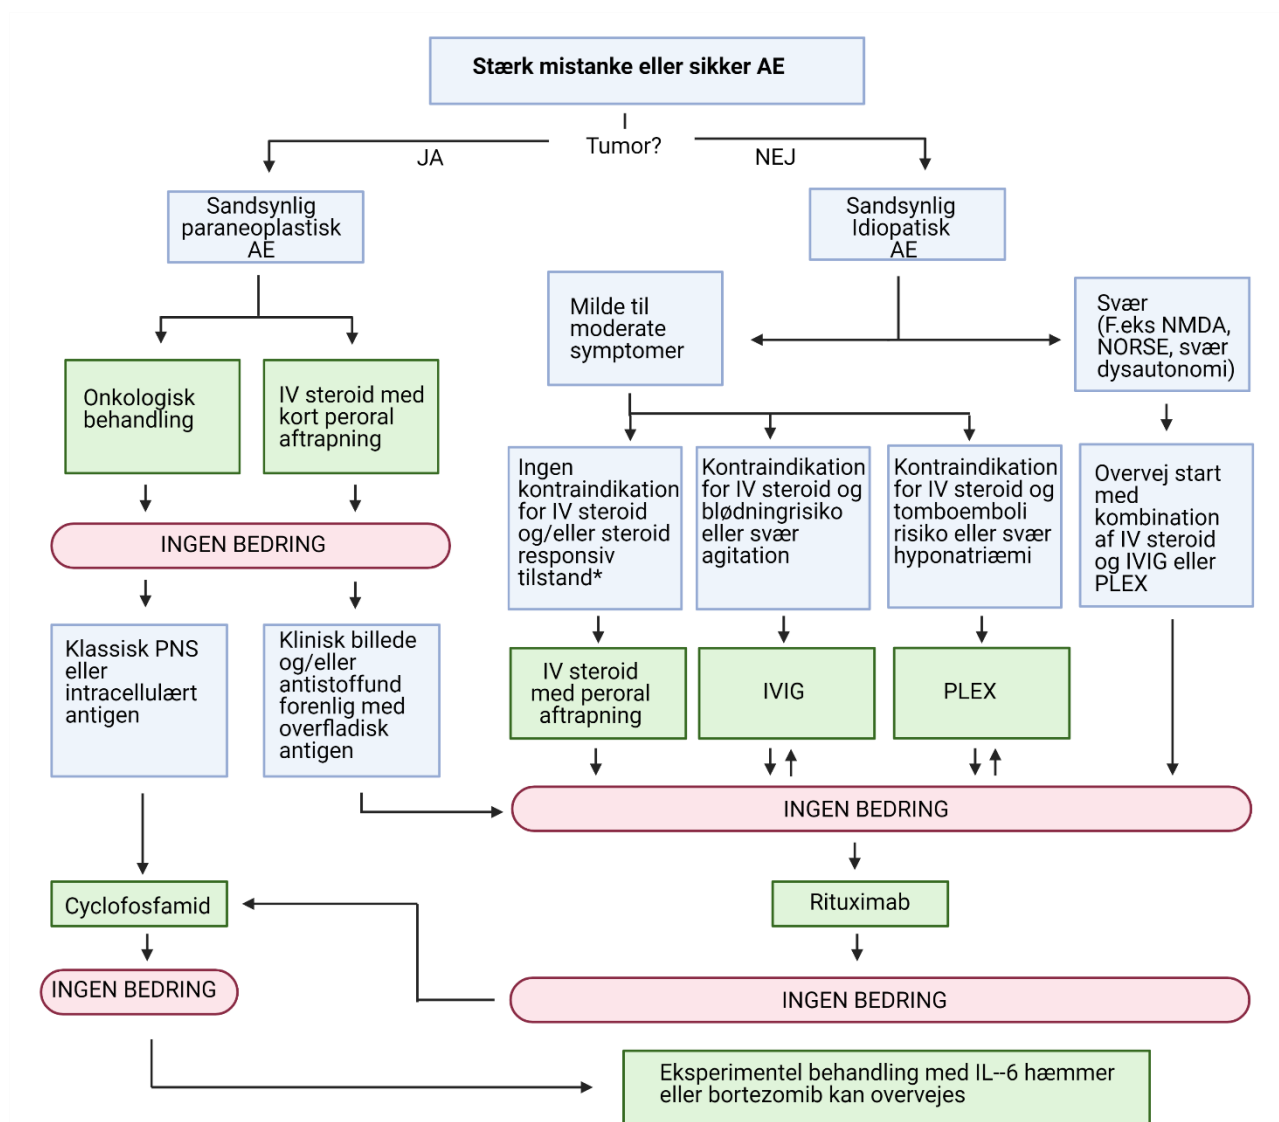 Stærk mistanke eller sikker AE
Tumor?
JA
NEJ
Sandsynlig
paraneoplastisk
AE
Sandsynlig
Idiopatisk
AE
Milde til
moderate
symptomer
Svær
(F.eks NMDA,
NORSE, svær
dysautonomi)
Onkologisk
behandling
IV steroid med
kort peroral
aftrapning
Ingen
kontraindikation
for IV steroid
og/eller steroid
responsiv
tilstand*
Kontraindikation
for IV steroid og
blødningrisiko
eller svær
agitation
Kontraindikation
for IV steroid og
tomboemboli
risiko eller svær
hyponatriæmi
Overvej start
med
kombination
af IV steroid
og IVIG eller
PLEX
INGEN BEDRING
Klassisk PNS
eller
intracellulært
antigen
Klinisk billede
og/eller
antistoffund
forenlig med
overfladisk
antigen
IV steroid
med peroral
aftrapning
IVIG
PLEX
INGEN BEDRING
Cyclofosfamid
Rituximab
INGEN BEDRING
INGEN BEDRING
Eksperimentel behandling med IL--6 hæmmer
eller bortezomib kan overvejes